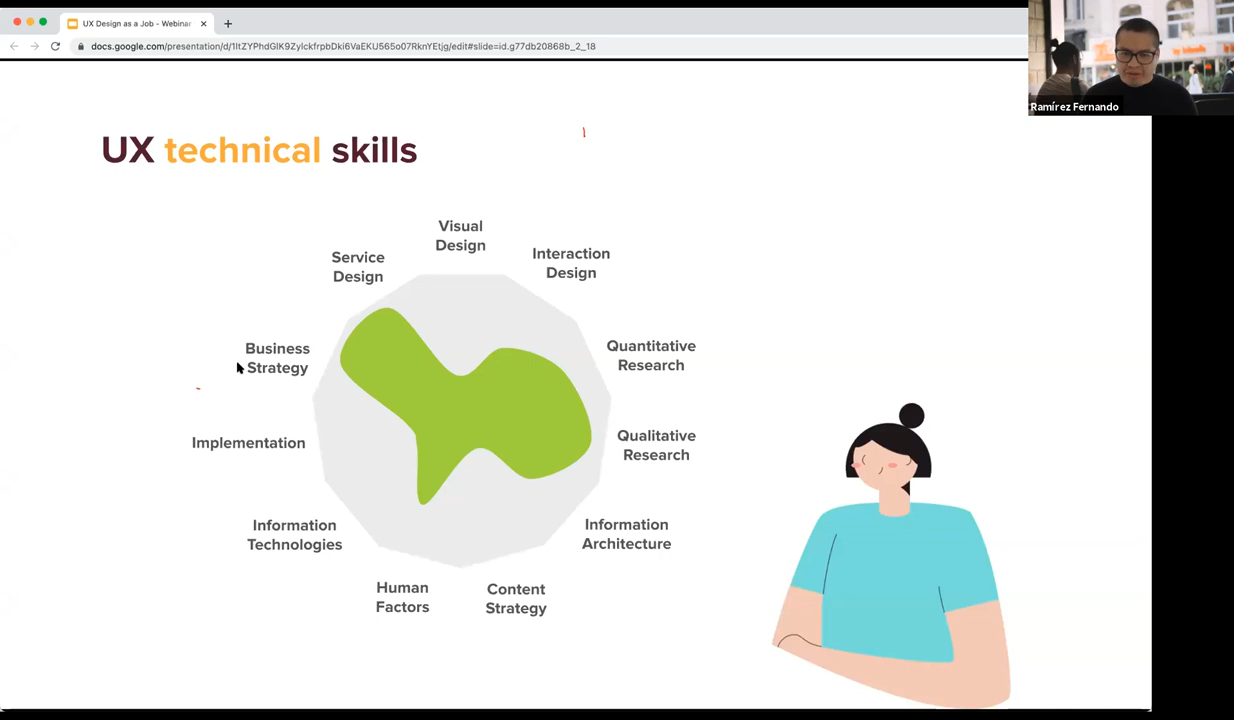 UX Design as a Job - Webinar
docs.google.com/presentation/d/1ItZYPhdGIK9ZylckfrpbDki6VaEKU565o07RknYEtjg/edit#slide=id.g77db20868b_2_18
Ramírez Fernando
UX technical skills
Visual
Design
Service
Design
Interaction
Design
Business
Strategy
Quantitative
Research
Implementation
Qualitative
Research
Information
Technologies
Information
Architecture
Human
Factors
Content
Strategy